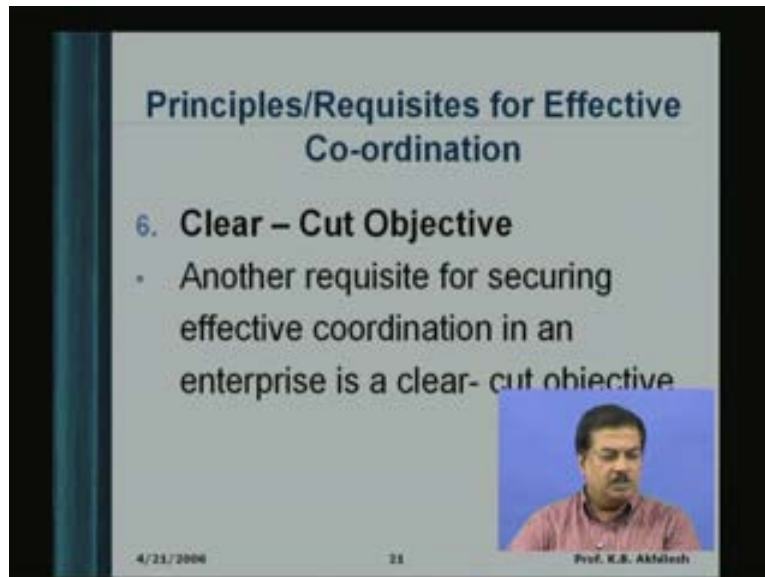 Principles/Requisites for Effective
Co-ordination
6. Clear – Cut Objective
• Another requisite for securing
effective coordination in an
enterprise is a clear- cut objective
4/21/2006 21 Prof. K.B. Akhilesh